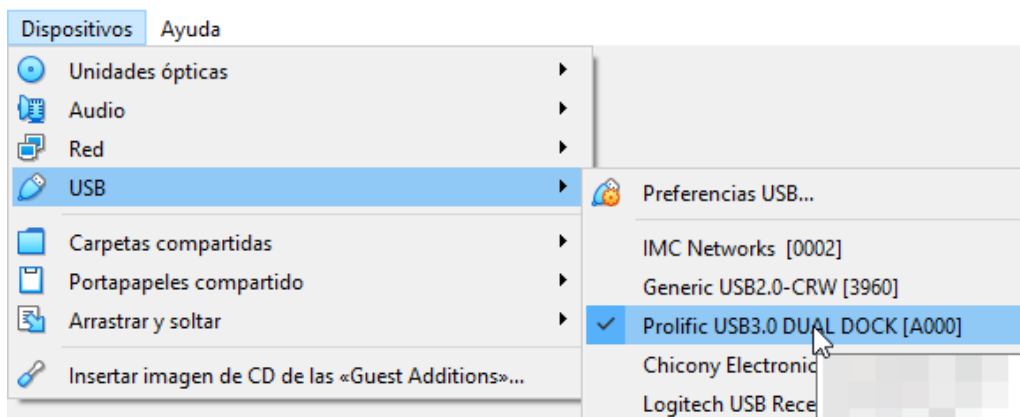 Dispositivos Ayuda
Unidades ópticas
Audio
Red
USB
Carpetas compartidas
Portapapeles compartido
Arrastrar y soltar
Insertar imagen de CD de las «Guest Additions»...
Preferencias USB...
IMC Networks [0002]
Generic USB2.0-CRW [3960]
Prolific USB3.0 DUAL DOCK [A000]
Chicony Electronic
Logitech USB Rece